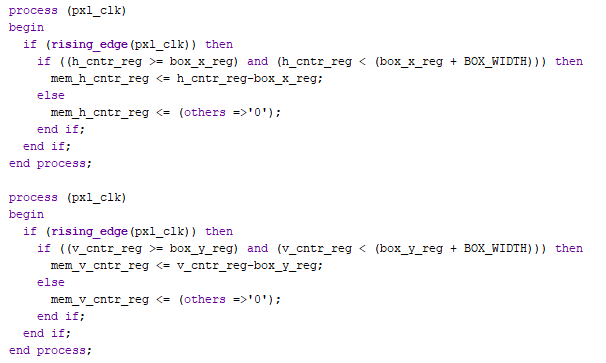 process (pxl_clk)
begin
  if (rising_edge(pxl_clk)) then
    if ((h_cntr_reg >= box_x_reg) and (h_cntr_reg < (box_x_reg + BOX_WIDTH))) then
      mem_h_cntr_reg <= h_cntr_reg-box_x_reg;
    else
      mem_h_cntr_reg <= (others =>'0');
    end if;
  end if;
end process;

process (pxl_clk)
begin
  if (rising_edge(pxl_clk)) then
    if ((v_cntr_reg >= box_y_reg) and (v_cntr_reg < (box_y_reg + BOX_WIDTH))) then
      mem_v_cntr_reg <= v_cntr_reg-box_y_reg;
    else
      mem_v_cntr_reg <= (others =>'0');
    end if;
  end if;
end process;